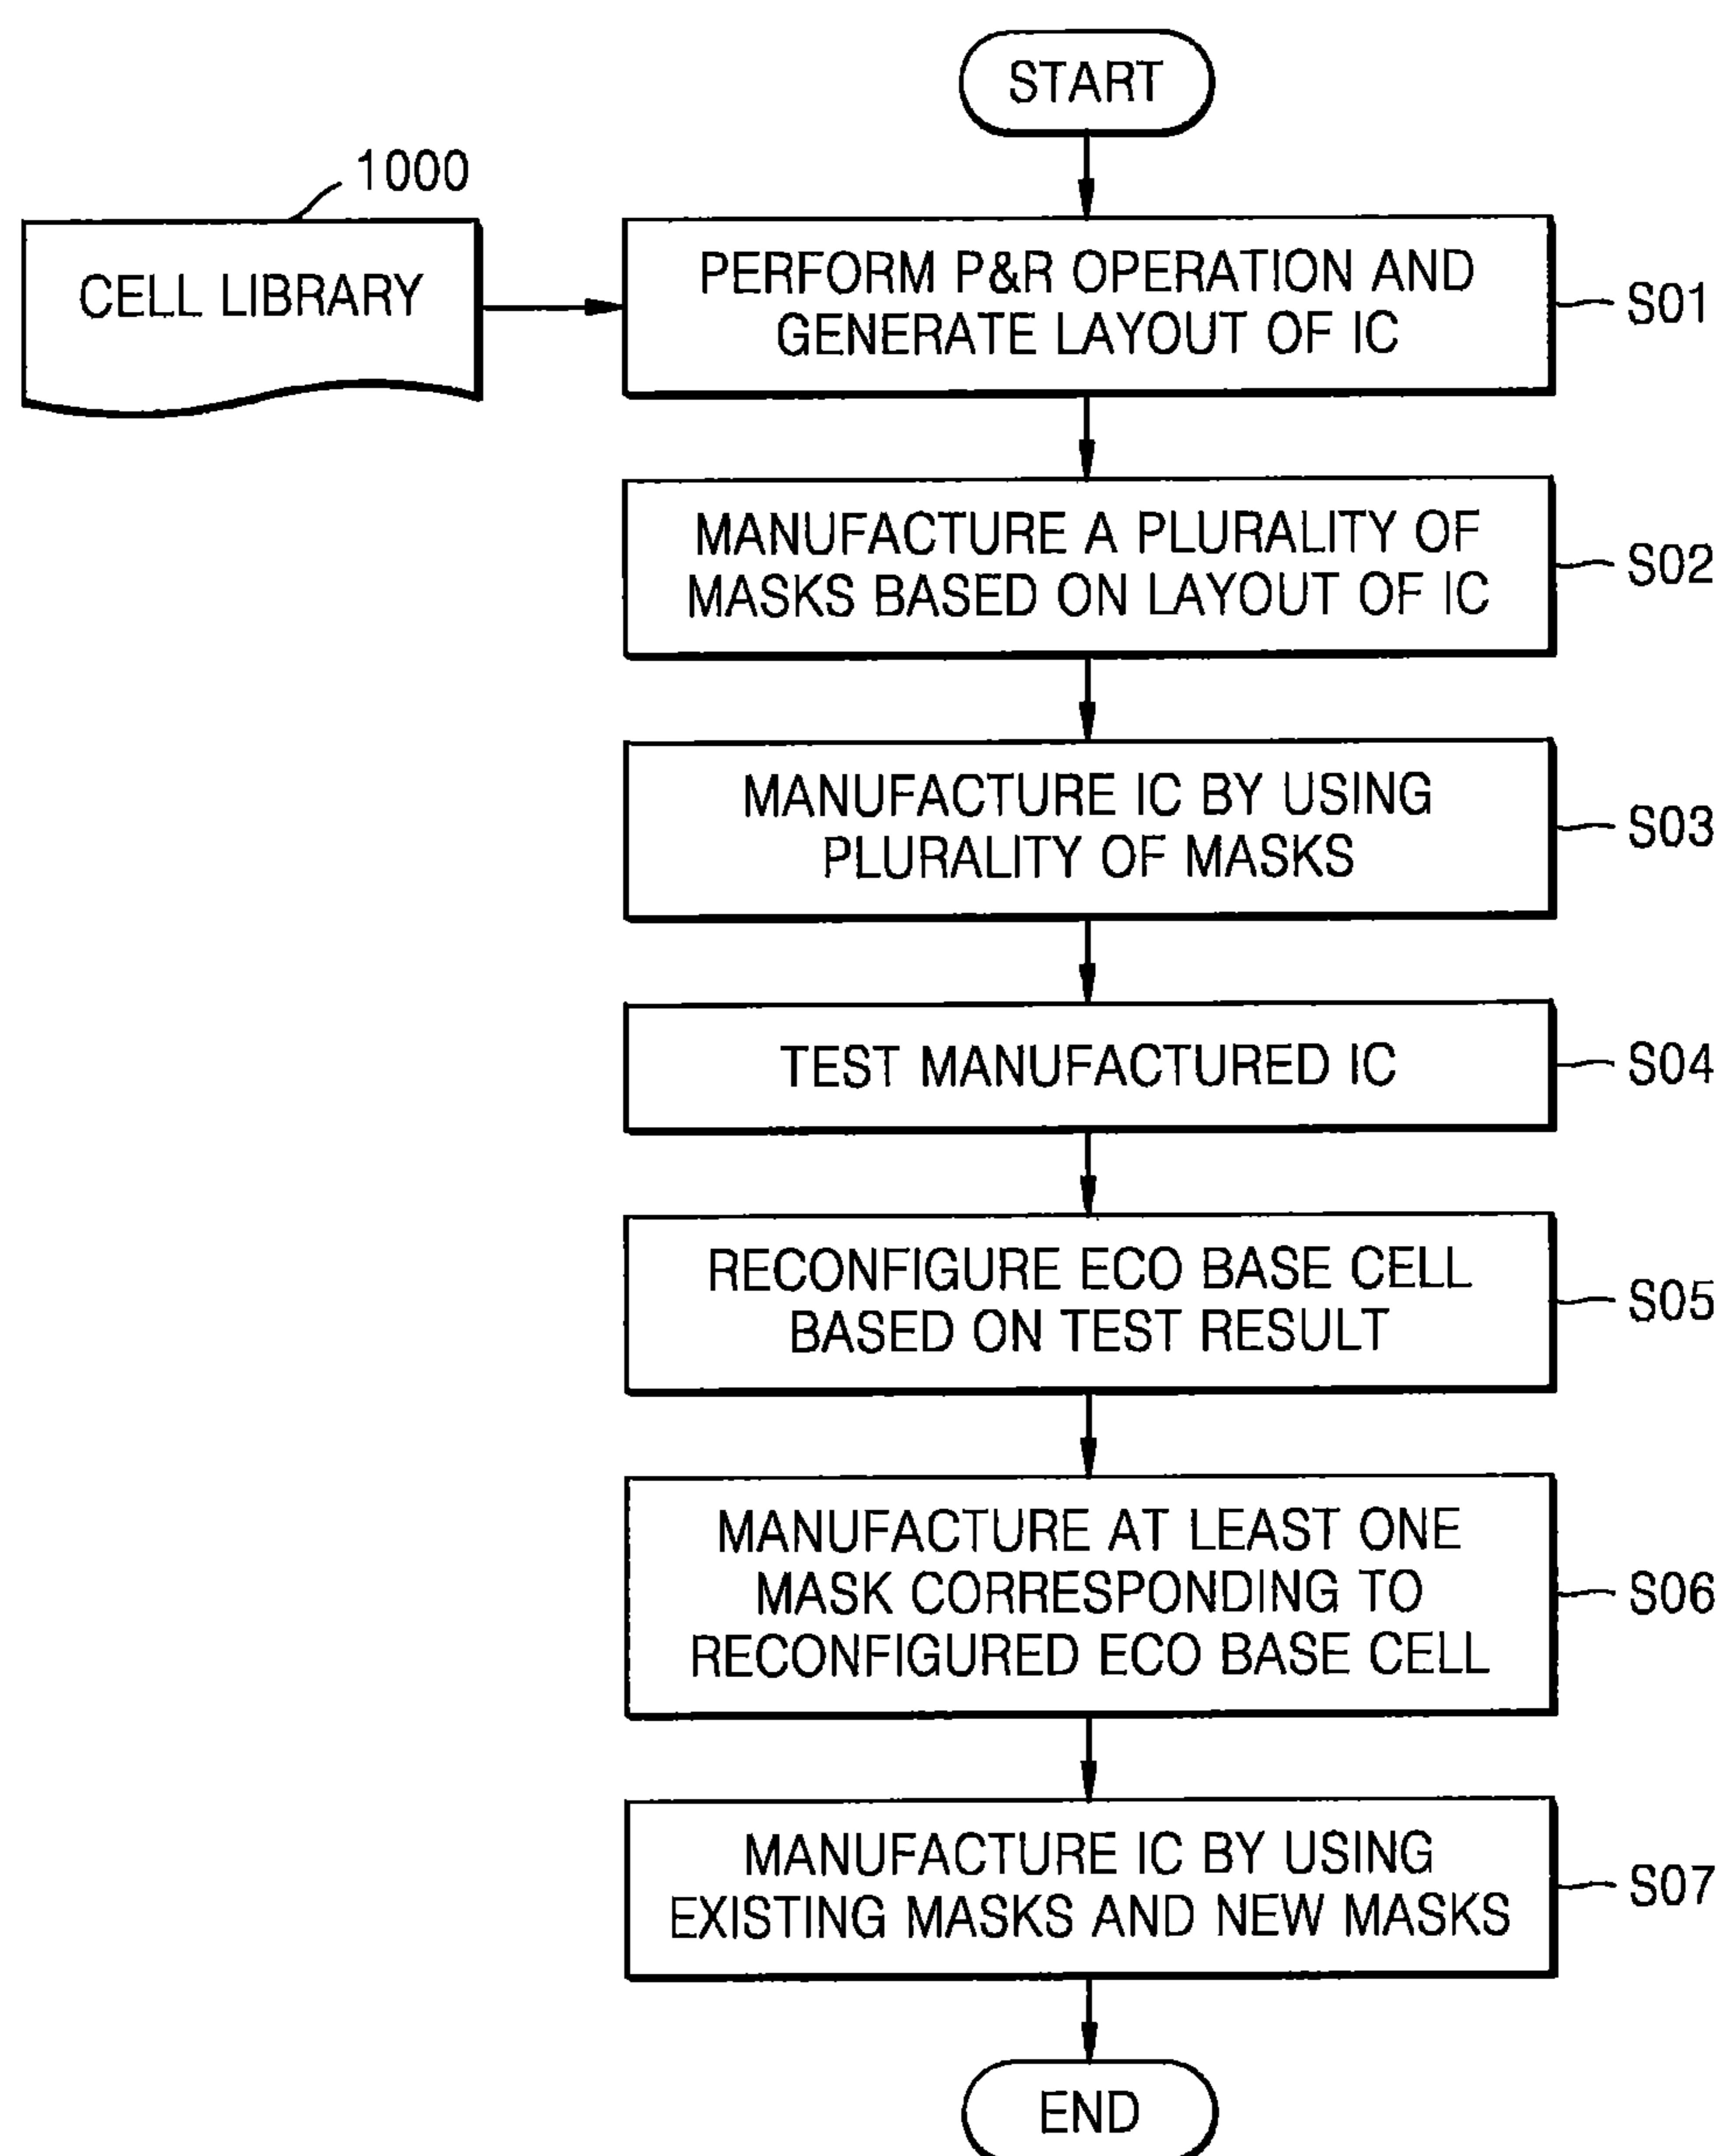 START
1000
CELL LIBRARY
PERFORM P&R OPERATION AND
GENERATE LAYOUT OF IC
S01
MANUFACTURE A PLURALITY OF
MASKS BASED ON LAYOUT OF IC
S02
MANUFACTURE IC BY USING
PLURALITY OF MASKS
S03
TEST MANUFACTURED IC
S04
RECONFIGURE ECO BASE CELL
BASED ON TEST RESULT
S05
MANUFACTURE AT LEAST ONE
MASK CORRESPONDING TO
RECONFIGURED ECO BASE CELL
S06
MANUFACTURE IC BY USING
EXISTING MASKS AND NEW MASKS
S07
END